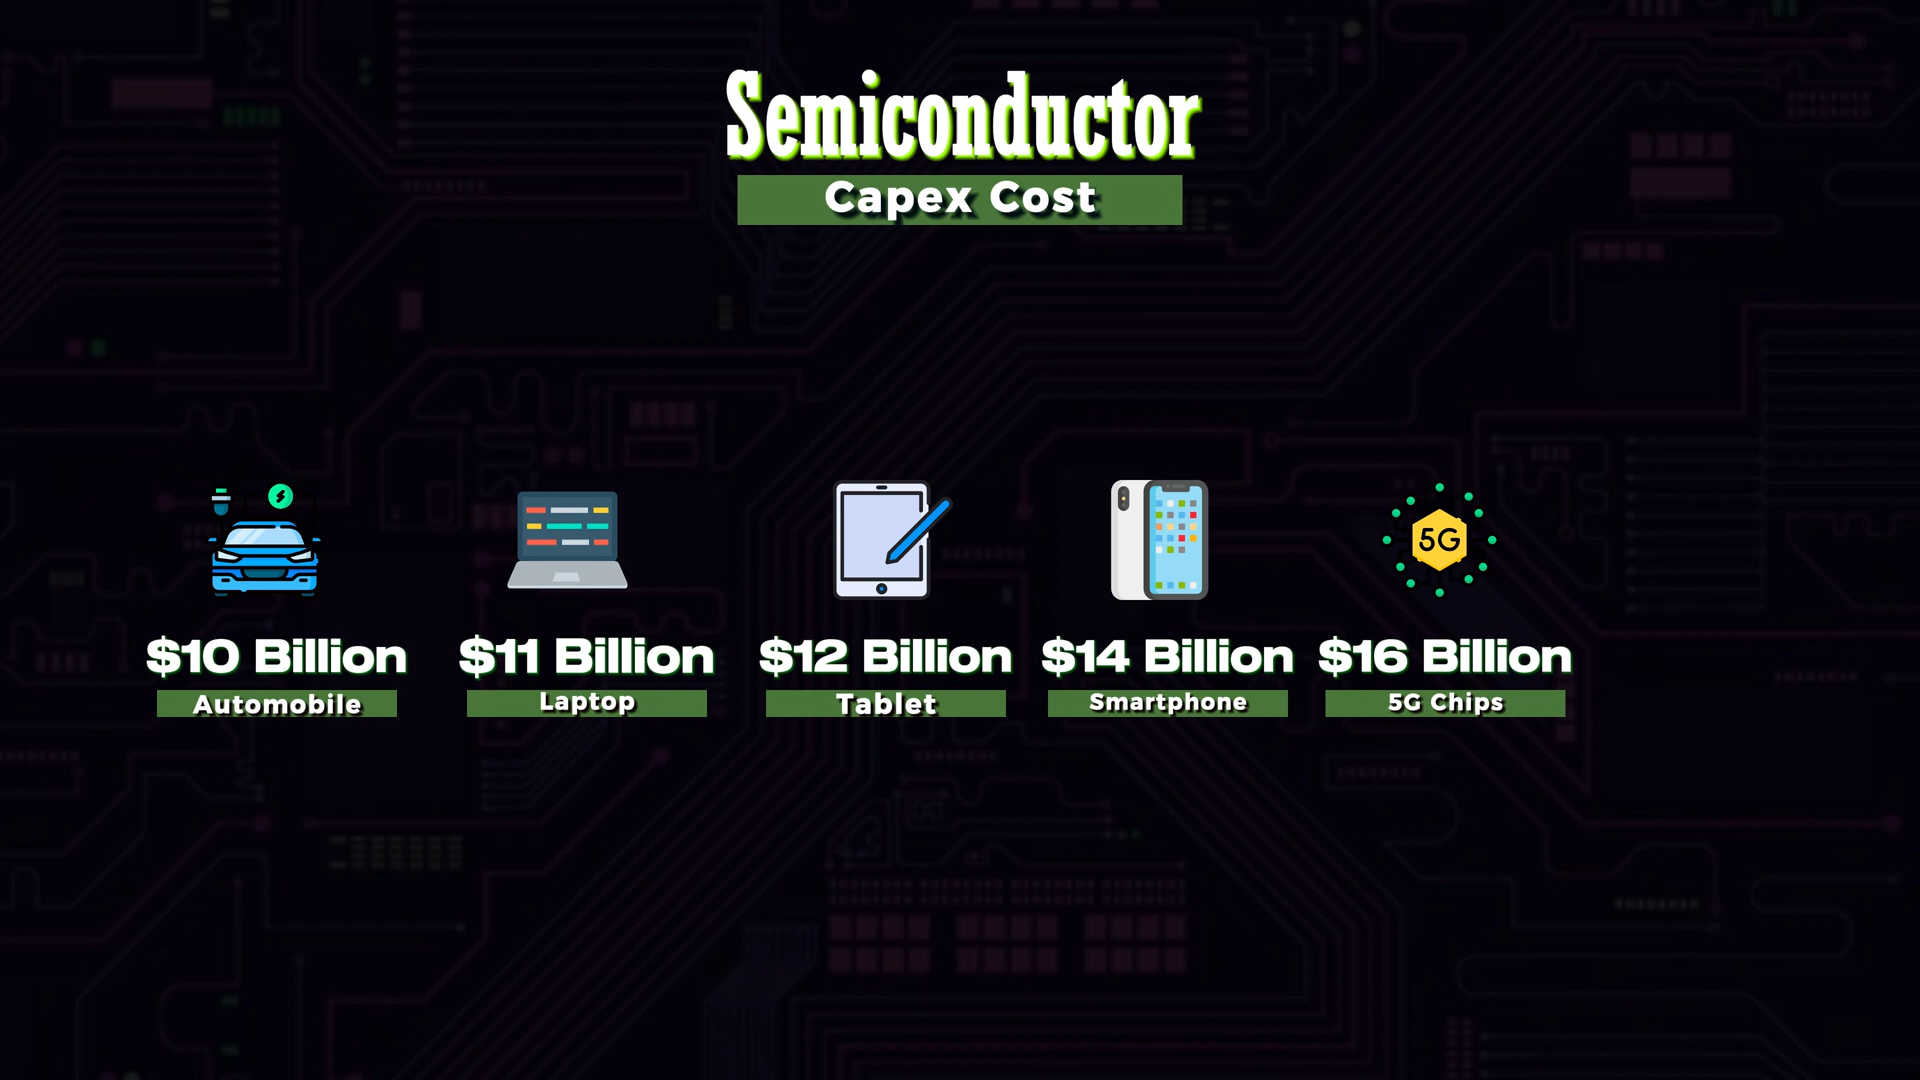 Semiconductor
Capex Cost
5G
$10 Billion
$11 Billion
$12 Billion
$14 Billion
$16 Billion
Automobile
Laptop
Tablet
Smartphone
5G Chips